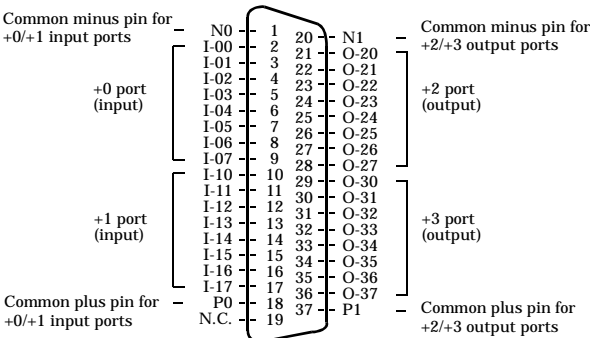 Common minus pin for
+0/+1 input ports
+0 port
(input)
+1 port
(input)
Common plus pin for
+0/+1 input ports
N0 1
I-00 2
I-01 3
I-02 4
I-03 5
I-04 6
I-05 7
I-06 8
I-07 9
I-10 10
I-11 11
I-12 12
I-13 13
I-14 14
I-15 15
I-16 16
I-17 17
P0 18
N.C. 19
20 N1
21 O-20
22 O-21
23 O-22
24 O-23
25 O-24
26 O-25
27 O-26
28 O-27
29 O-30
30 O-31
31 O-32
32 O-33
33 O-34
34 O-35
35 O-36
36 O-37
37 P1
Common minus pin for
+2/+3 output ports
+2 port
(output)
+3 port
(output)
Common plus pin for
+2/+3 output ports